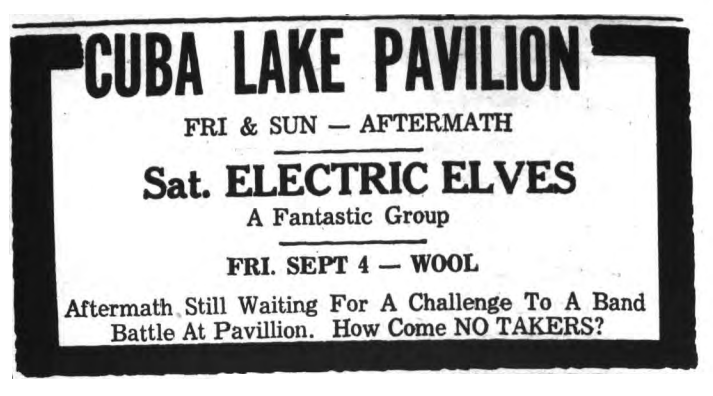 CUBA LAKE PAVILION
FRI & SUN — AFTERMATH
Sat. ELECTRIC ELVES
A Fantastic Group
FRI. SEPT 4 — WOOL
Aftermath Still Waiting For A Challenge To A Band
Battle At Pavillion. How Come NO TAKERS?